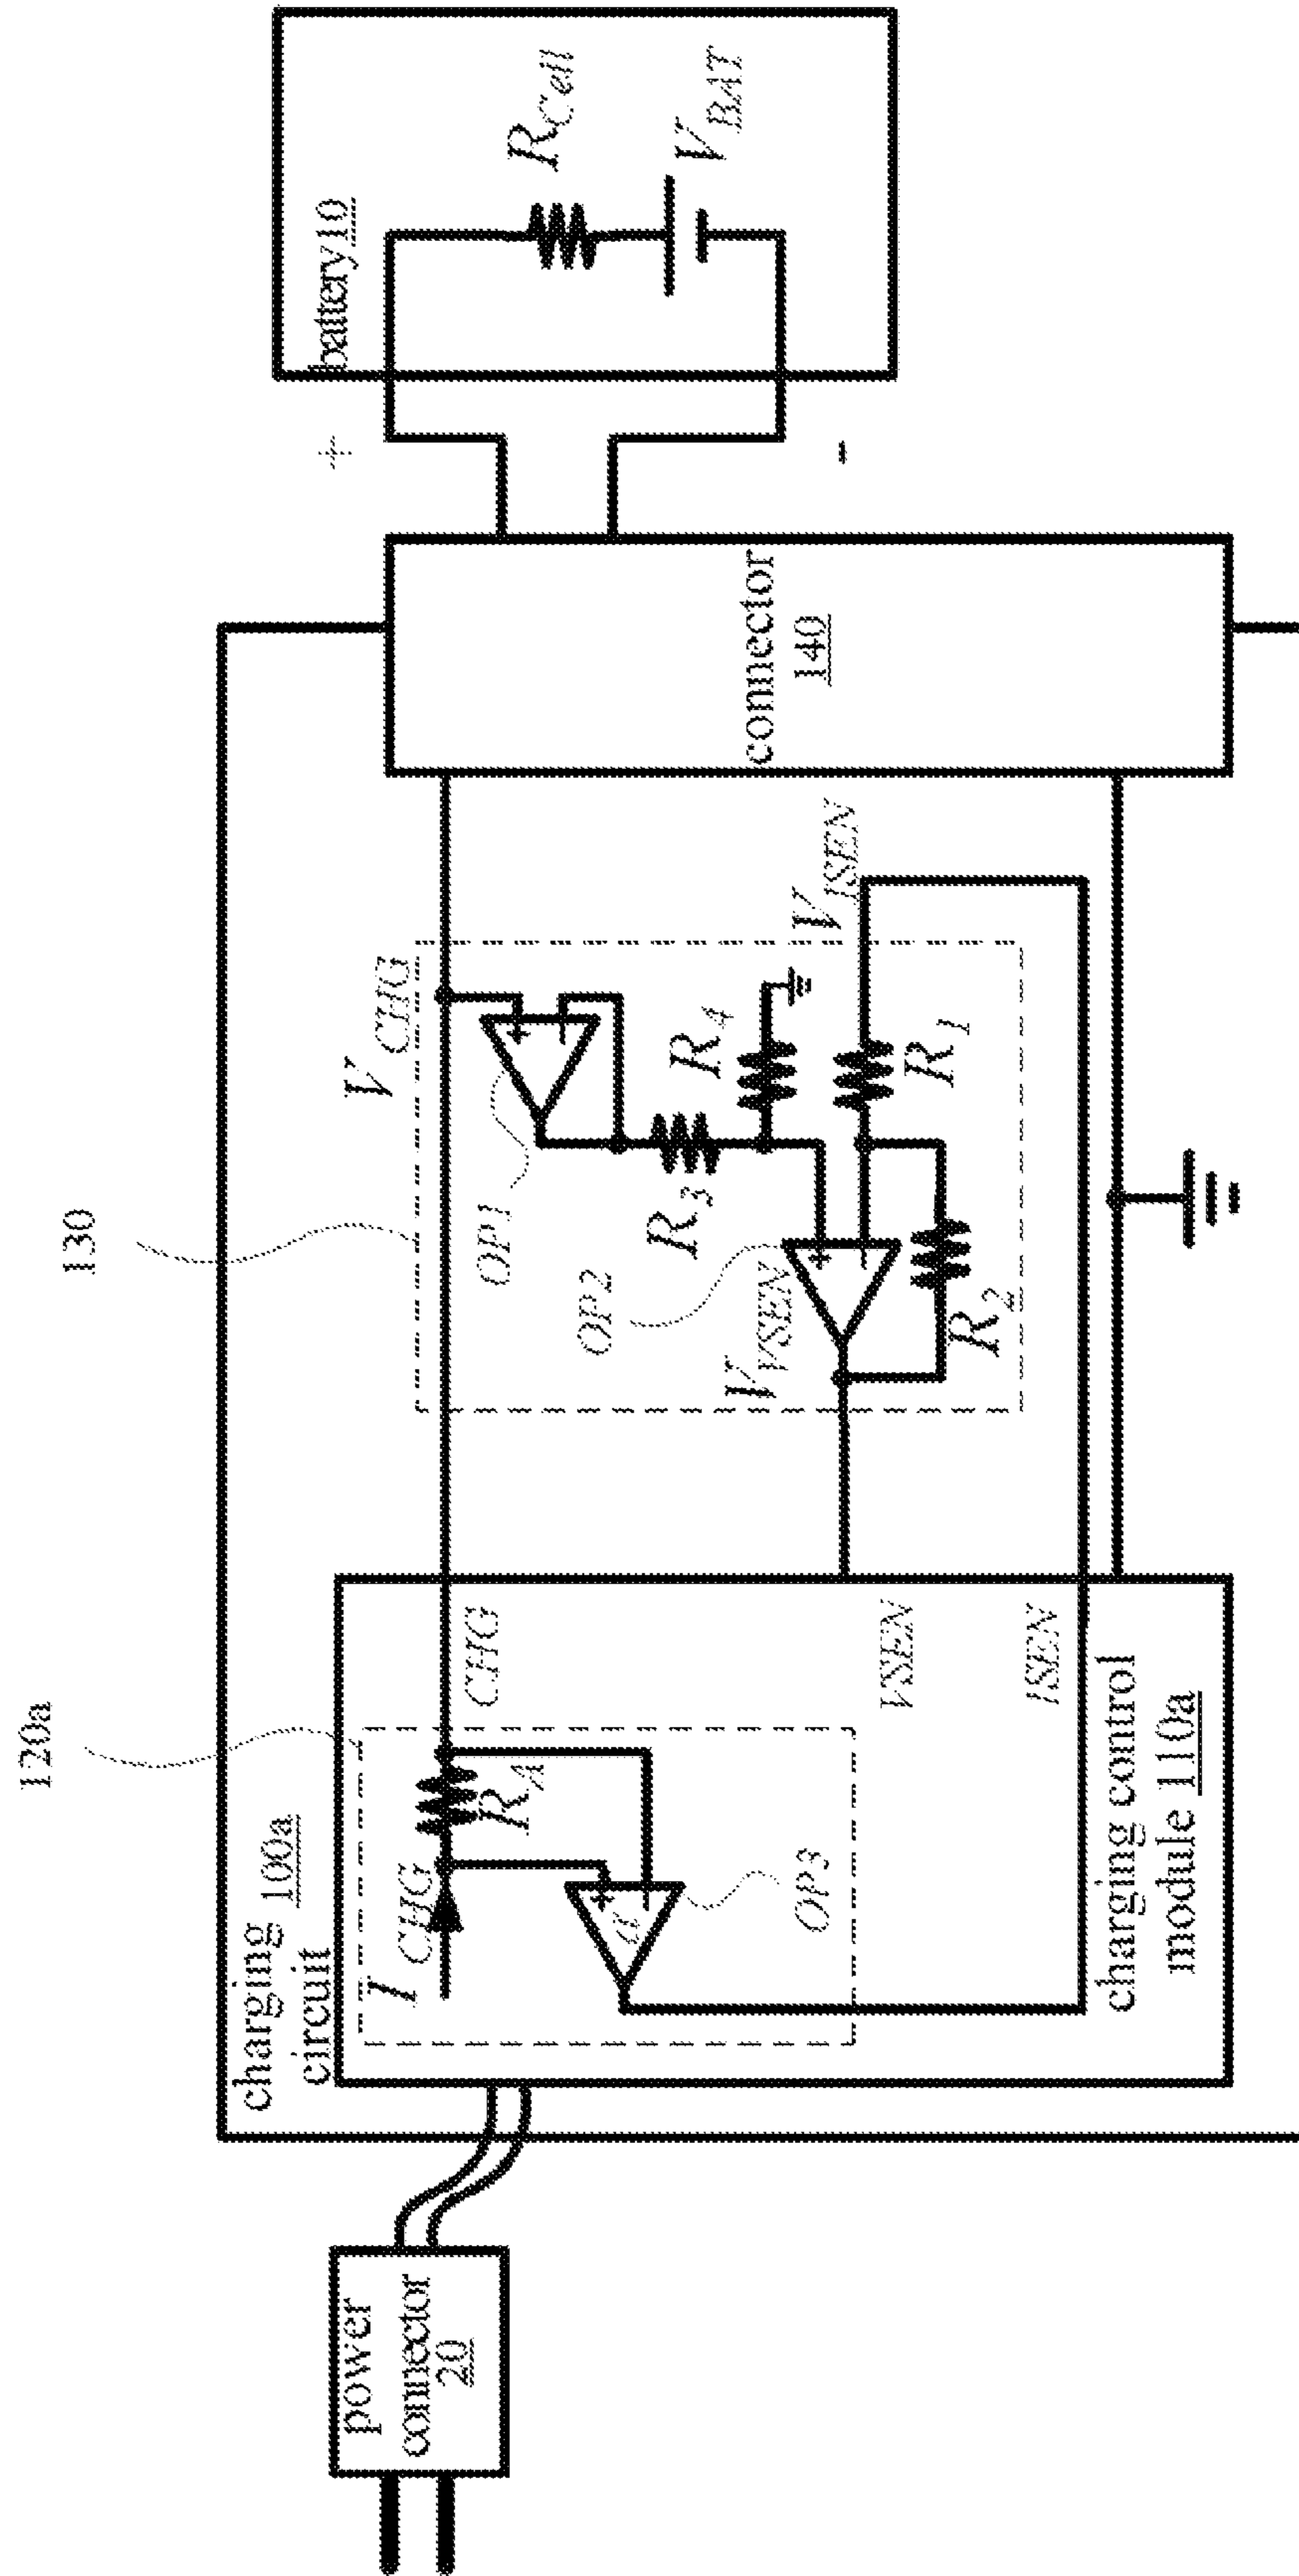 120a
130
charging 100a
circuit
power
connector
20
I CHG
R A
a
OP3
CHG
VSEN
ISEN
charging control
module 110a
V CHG
OP1
OP2
R 3
R 4
+
-
V VSEN
V ISEN
R 1
R 2
connector
140
+
-
battery 10
R Cell
V BAT